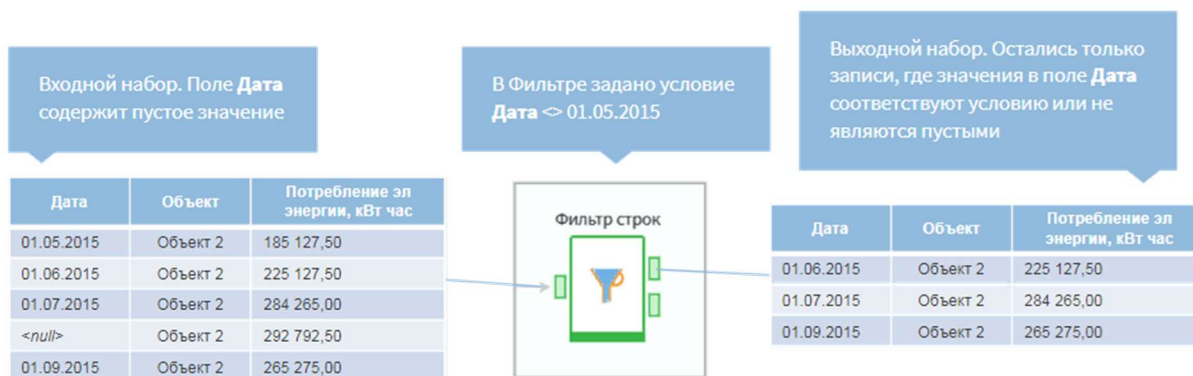 Входной набор. Поле Дата
содержит пустое значение
В Фильтре задано условие
Дата <> 01.05.2015
Выходной набор. Остались только
записи, где значения в поле Дата
соответствуют условию или не
являются пустыми
Дата Объект Потребление эл
энергии, кВт час
01.05.2015 Объект 2 185 127,50
01.06.2015 Объект 2 225 127,50
01.07.2015 Объект 2 284 265,00
<null> Объект 2 292 792,50
01.09.2015 Объект 2 265 275,00
Фильтр строк
Дата Объект Потребление эл
энергии, кВт час
01.06.2015 Объект 2 225 127,50
01.07.2015 Объект 2 284 265,00
01.09.2015 Объект 2 265 275,00